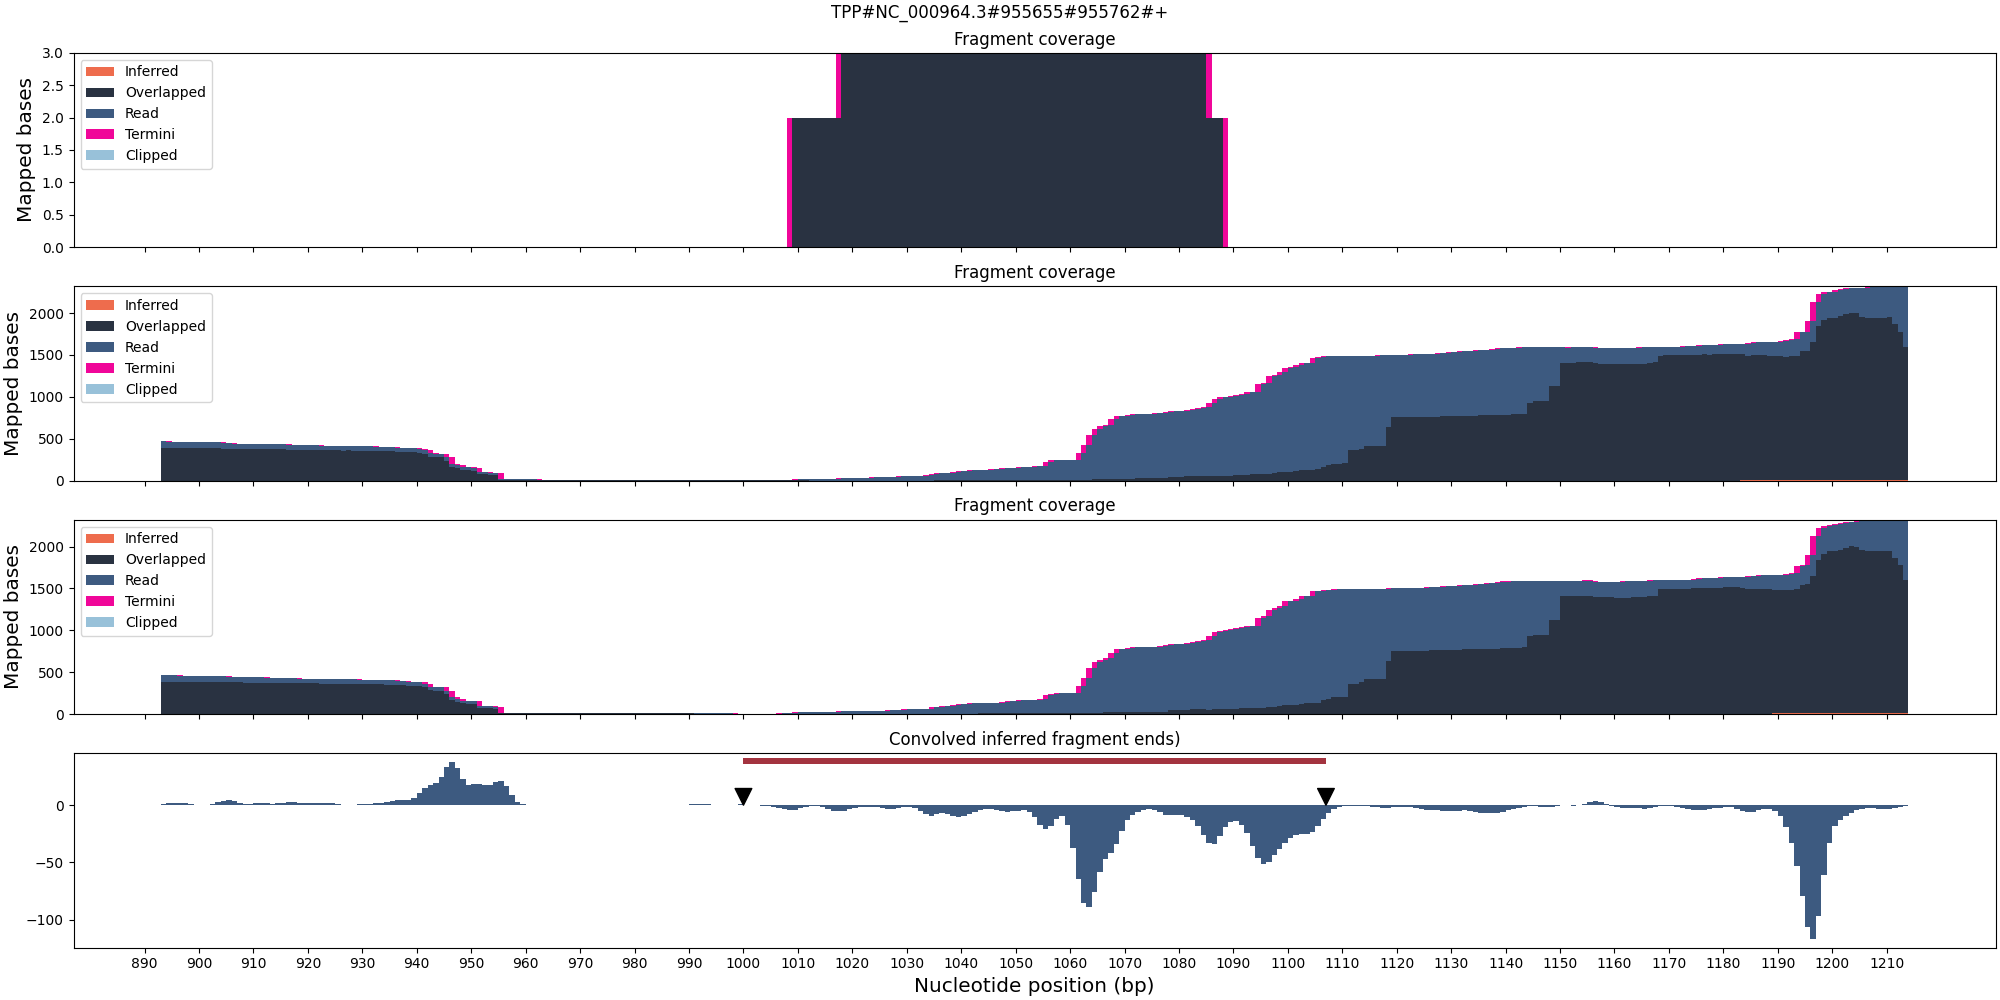 TPP#NC_000964.3#955655#955762#+
Fragment coverage
Mapped bases
3.0
2.5
2.0
1.5
1.0
0.5
0.0
Inferred
Overlapped
Read
Termini
Clipped
Fragment coverage
Mapped bases
2000
1500
1000
500
0
Inferred
Overlapped
Read
Termini
Clipped
Fragment coverage
Mapped bases
2000
1500
1000
500
0
Inferred
Overlapped
Read
Termini
Clipped
Convolved inferred fragment ends)
0
−50
−100
890 900 910 920 930 940 950 960 970 980 990 1000 1010 1020 1030 1040 1050 1060 1070 1080 1090 1100 1110 1120 1130 1140 1150 1160 1170 1180 1190 1200 1210
Nucleotide position (bp)